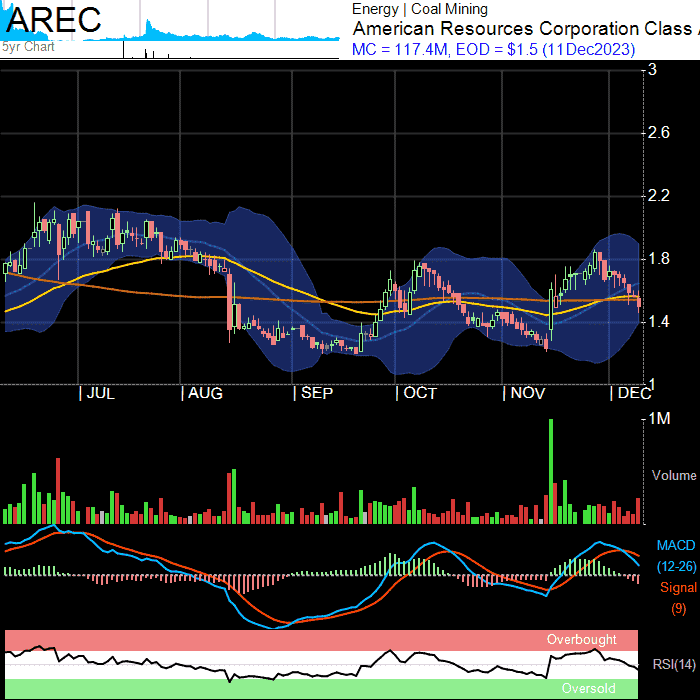 AREC
5yr Chart
Energy | Coal Mining
American Resources Corporation Class
MC = 117.4M, EOD = $1.5 (11Dec2023)
3
2.6
2.2
1.8
1.4
1
JUL AUG SEP OCT NOV DEC
1M
Volume
MACD
(12-26)
Signal
(9)
Overbought
RSI(14)
Oversold